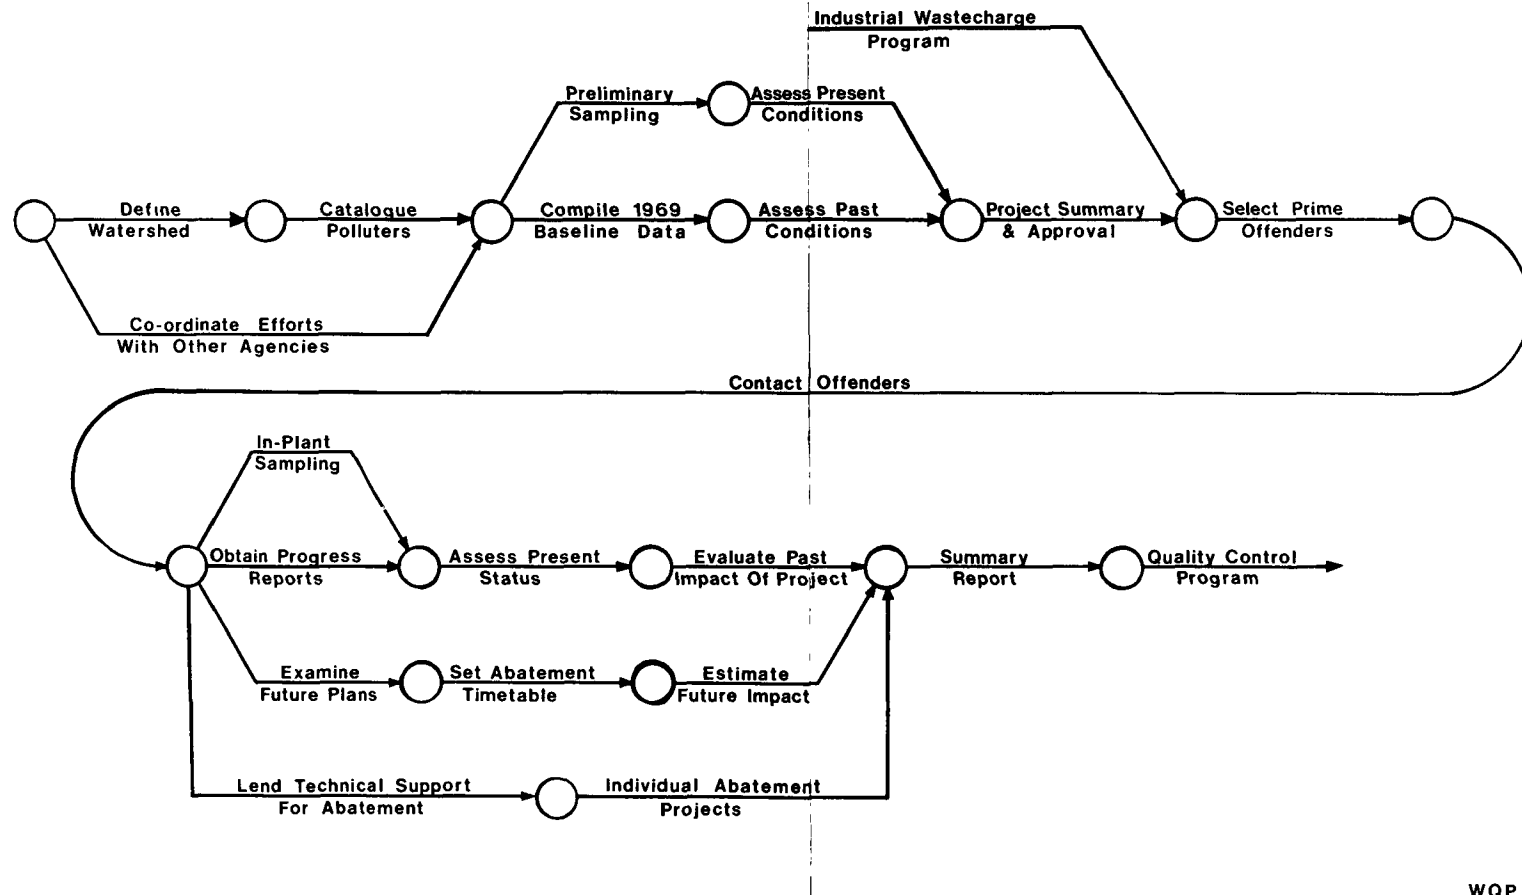 Industrial Wastecharge
Program
Preliminary
Sampling
Assess Present
Conditions
Define
Watershed
Catalogue
Polluters
Compile 1969
Baseline Data
Assess Past
Conditions
Project Summary
& Approval
Select Prime
Offenders
Co-ordinate Efforts
With Other Agencies
Contact Offenders
In-Plant
Sampling
Obtain Progress
Reports
Assess Present
Status
Evaluate Past
Impact Of Project
Summary
Report
Quality Control
Program
Examine
Future Plans
Set Abatement
Timetable
Estimate
Future Impact
Lend Technical Support
For Abatement
Individual Abatement
Projects
WQP